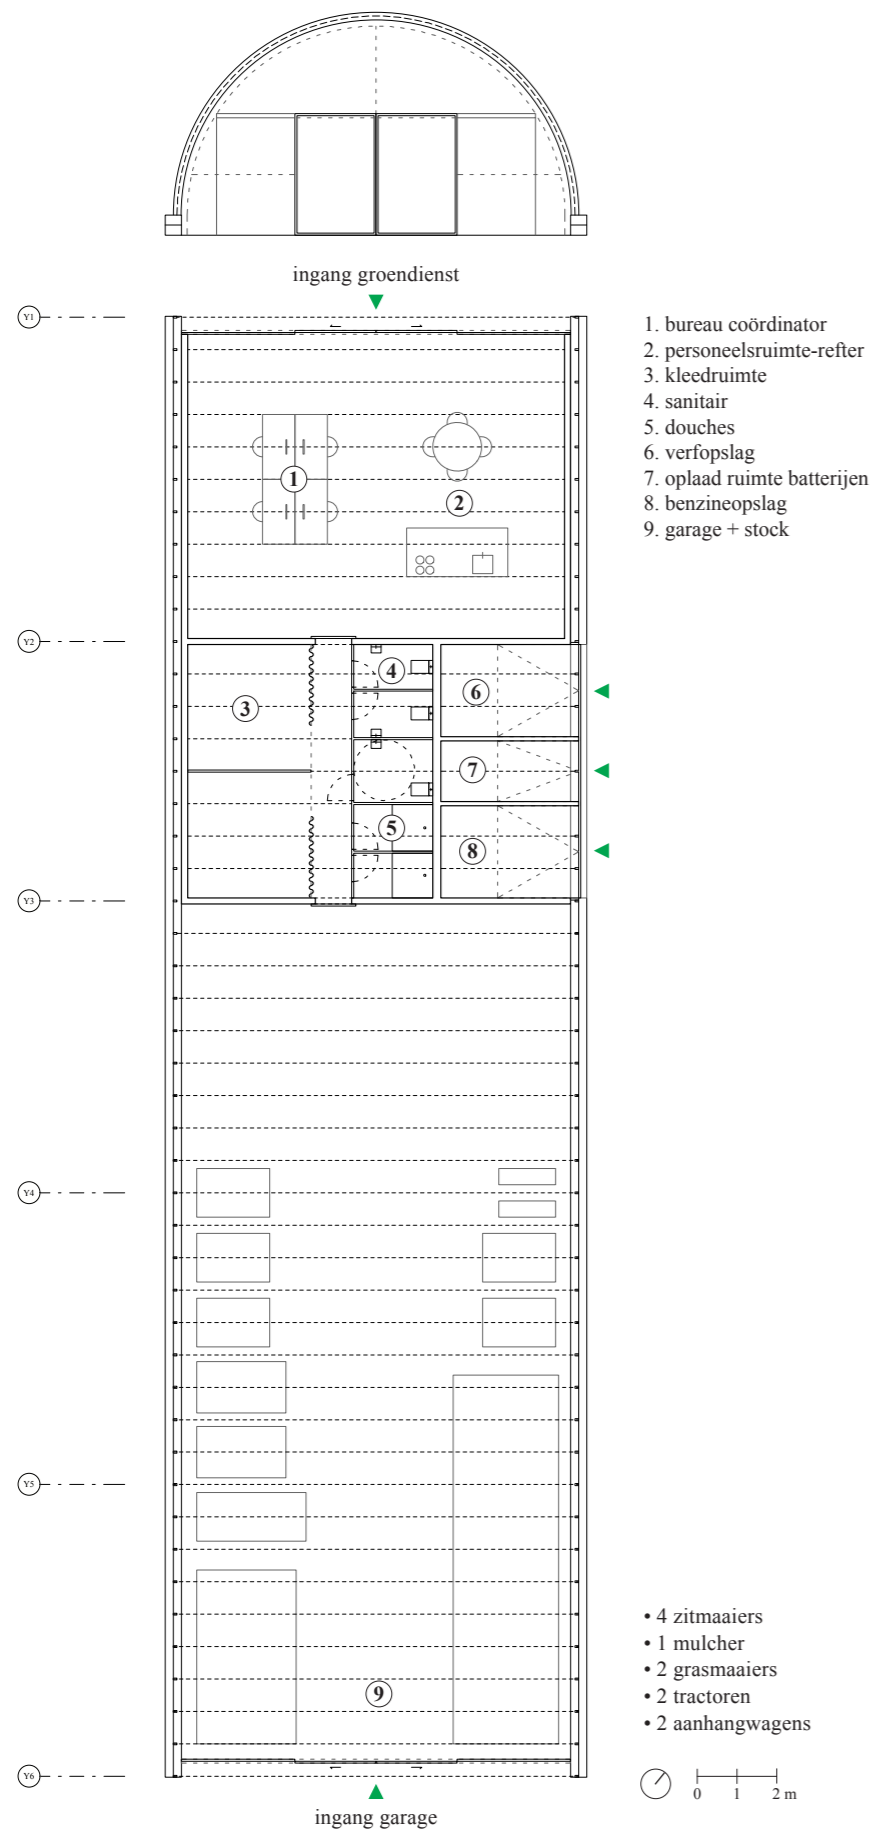 ingang groendienst
Y1
1. bureau coördinator
2. personeelsruimte-refter
3. kleedruimte
4. sanitair
5. douches
6. verfopslag
7. oplaad ruimte batterijen
8. benzineopslag
9. garage + stock
1
2
Y2
4
6
3
7
5
8
Y3
Y4
Y5
• 4 zitmaaiers
• 1 mulcher
• 2 grasmaaiers
• 2 tractoren
• 2 aanhangwagens
9
Y6
0 1 2 m
ingang garage